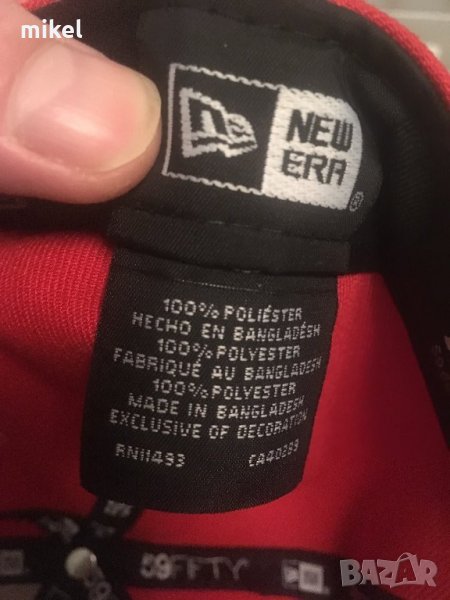 mikel
NEW
ERA
100% POLIÉSTER
HECHO EN BANGLADÉSH
100% POLYESTER
FABRIQUÉ AU BANGLADESH
100% POLYESTER
MADE IN BANGLADESH
EXCLUSIVE OF DECORATION
RN11493 CA40289
59FIFTY
BAZAR